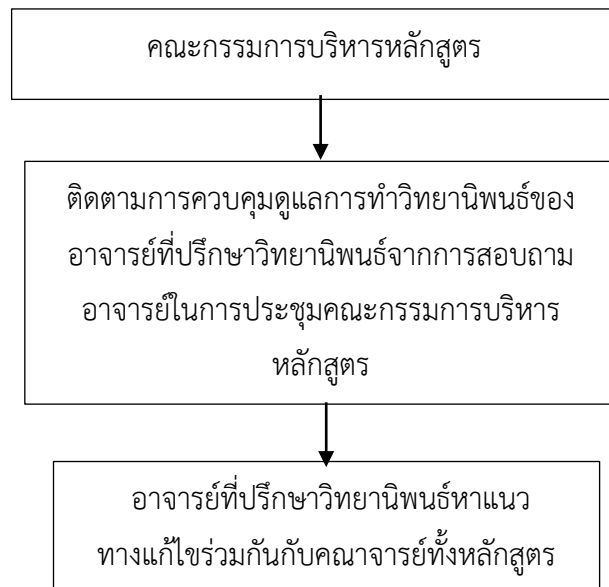 คณะกรรมการบริหารหลักสูตร
ติดตามการควบคุมดูแลการทำวิทยานิพนธ์ของ
อาจารย์ที่ปรึกษาวิทยานิพนธ์จากการสอบถาม
อาจารย์ในการประชุมคณะกรรมการบริหาร
หลักสูตร
อาจารย์ที่ปรึกษาวิทยานิพนธ์หาแนว
ทางแก้ไขร่วมกันกับคณาจารย์ทั้งหลักสูตร